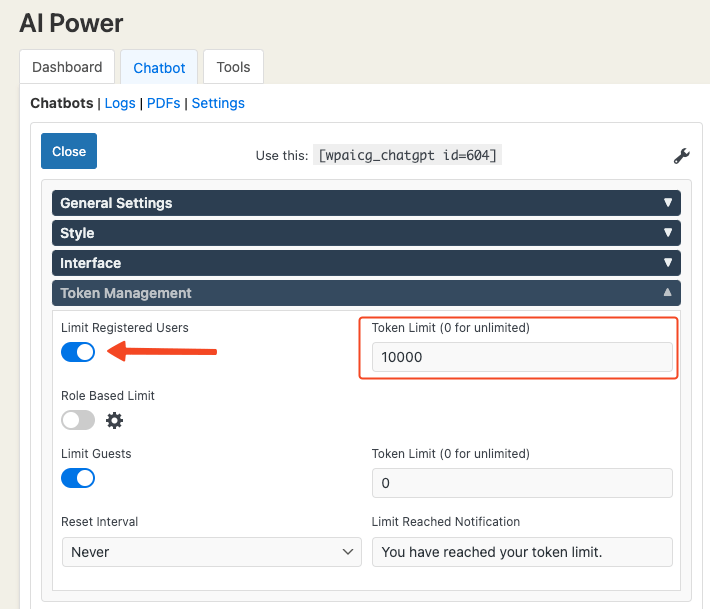 AI Power
Dashboard
Chatbot
Tools
Chatbots | Logs | PDFs | Settings
Close
Use this: [wpaicg_chatgpt id=604]
General Settings
Style
Interface
Token Management
Limit Registered Users
Token Limit (0 for unlimited)
10000
Role Based Limit
Limit Guests
Token Limit (0 for unlimited)
0
Reset Interval
Limit Reached Notification
Never
You have reached your token limit.